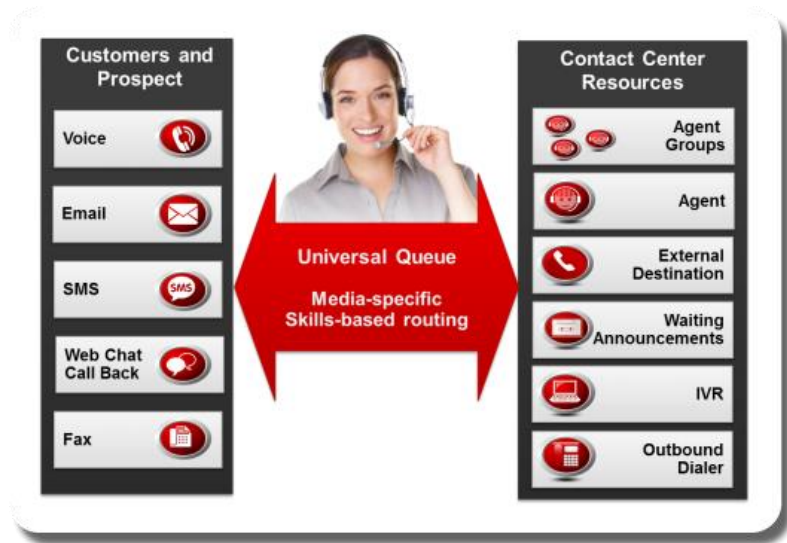 Customers and
Prospect
Voice
Email
SMS
SMS
Web Chat
Call Back
Fax
Universal Queue
Media-specific
Skills-based routing
Contact Center
Resources
Agent
Groups
Agent
External
Destination
Waiting
Announcements
IVR
Outbound
Dialer